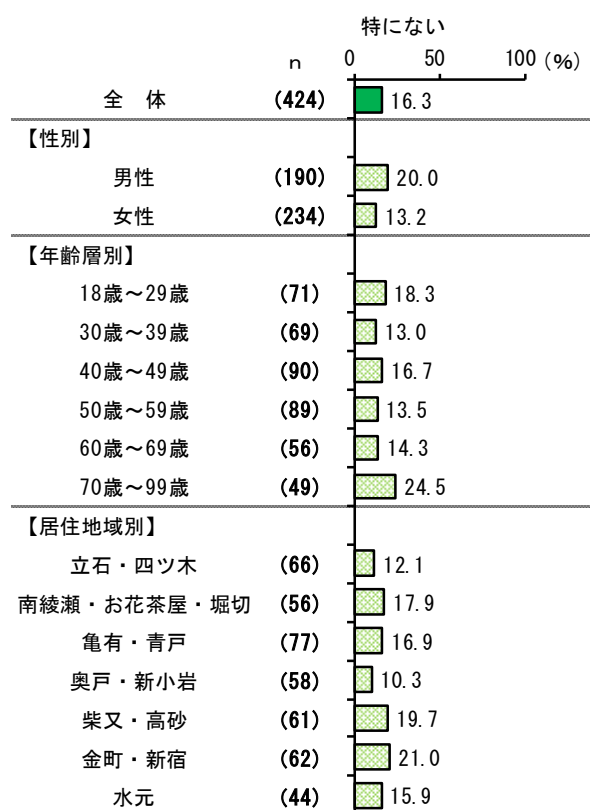 特にない
n 0 50 100 (%)
全 体 (424) 16.3
【性別】
男性 (190) 20.0
女性 (234) 13.2
【年齢層別】
18歳～29歳 (71) 18.3
30歳～39歳 (69) 13.0
40歳～49歳 (90) 16.7
50歳～59歳 (89) 13.5
60歳～69歳 (56) 14.3
70歳～99歳 (49) 24.5
【居住地域別】
立石・四ツ木 (66) 12.1
南綾瀬・お花茶屋・堀切 (56) 17.9
亀有・青戸 (77) 16.9
奥戸・新小岩 (58) 10.3
柴又・高砂 (61) 19.7
金町・新宿 (62) 21.0
水元 (44) 15.9